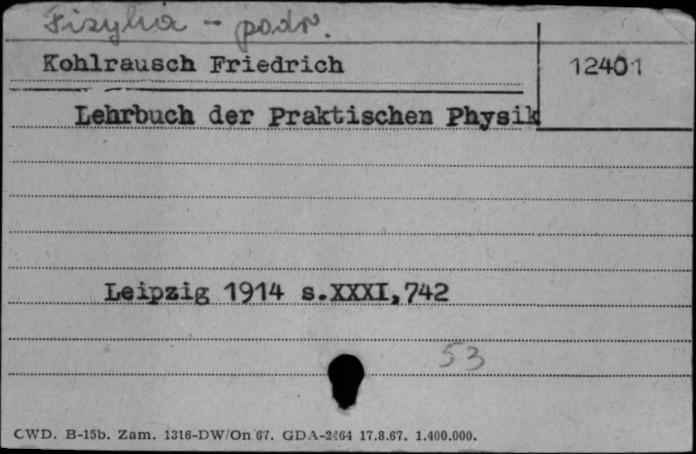 Fizyka - podr.
Kohlrausch Friedrich 12401
Lehrbuch der Praktischen Physik
Leipzig 1914 s.XXXI,742
53
CWD. B-15b. Zam. 1316-DW/On 67. GDA-2464 17.8.67. 1.400.000.